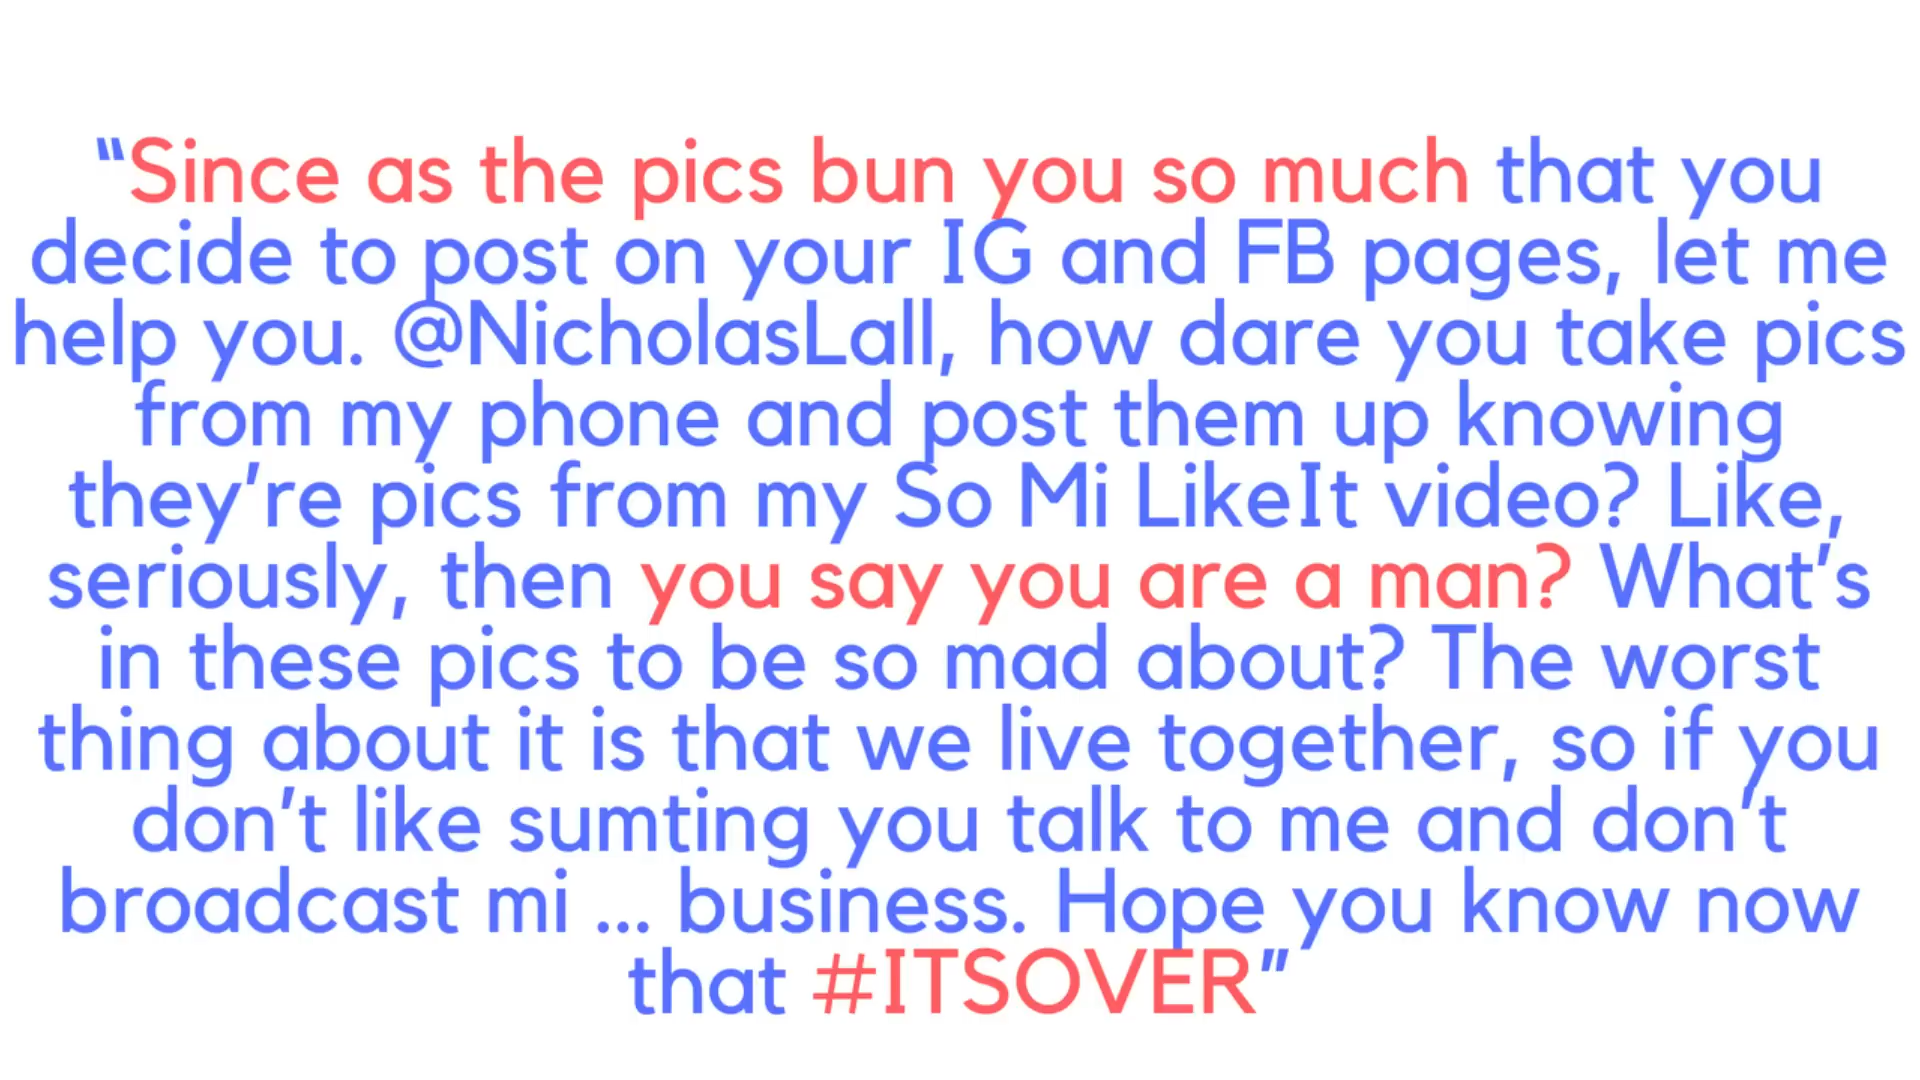 “Since as the pics bun you so much that you
decide to post on your IG and FB pages, let me
help you. @NicholasLall, how dare you take pics
from my phone and post them up knowing
they’re pics from my So Mi LikeIt video? Like,
seriously, then you say you are a man? What’s
in these pics to be so mad about? The worst
thing about it is that we live together, so if you
don’t like sumting you talk to me and don’t
broadcast mi ... business. Hope you know now
that #ITSOVER”